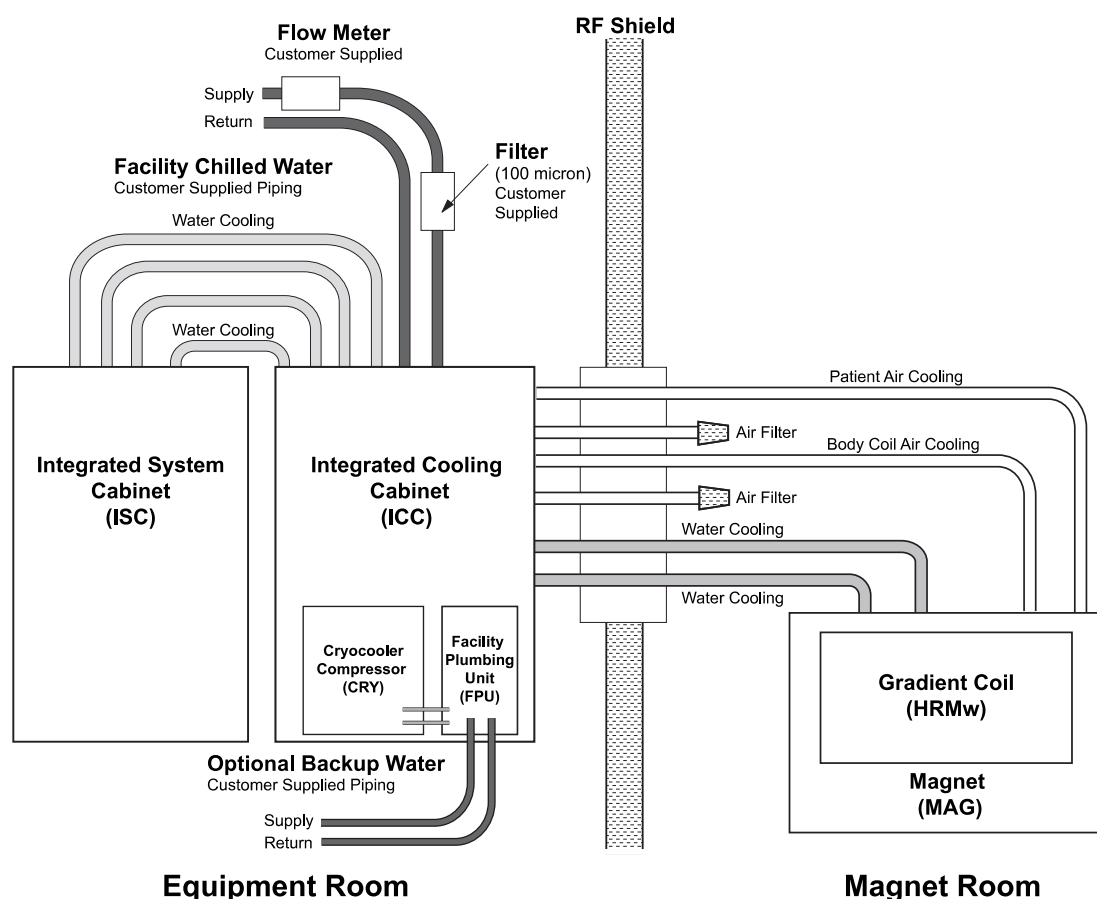 Flow Meter
Customer Supplied
RF Shield
Supply
Return
Filter
(100 micron)
Customer
Supplied
Facility Chilled Water
Customer Supplied Piping
Water Cooling
Water Cooling
Patient Air Cooling
Air Filter
Body Coil Air Cooling
Integrated System
Cabinet
(ISC)
Integrated Cooling
Cabinet
(ICC)
Air Filter
Water Cooling
Water Cooling
Cryocooler
Compressor
(CRY)
Facility
Plumbing
Unit
(FPU)
Gradient Coil
(HRMw)
Magnet
(MAG)
Optional Backup Water
Customer Supplied Piping
Supply
Return
Equipment Room
Magnet Room